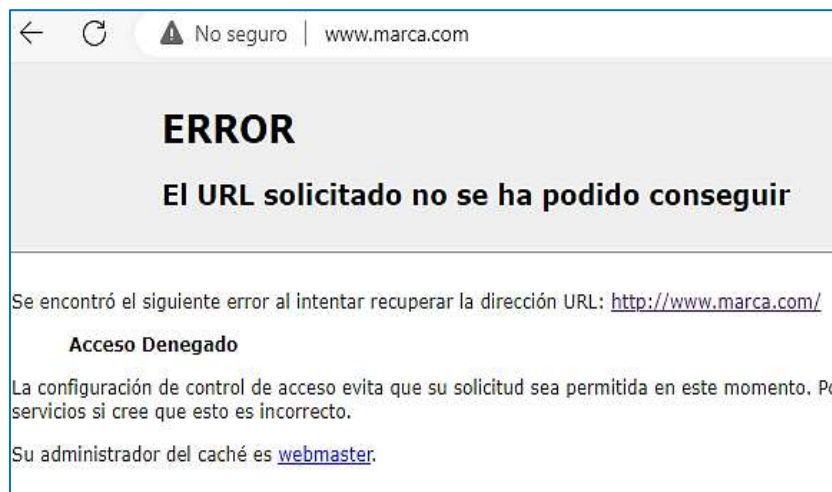 No seguro | www.marca.com
ERROR
El URL solicitado no se ha podido conseguir
Se encontró el siguiente error al intentar recuperar la dirección URL: http://www.marca.com/
Acceso Denegado
La configuración de control de acceso evita que su solicitud sea permitida en este momento.
servicios si cree que esto es incorrecto.
Su administrador del caché es webmaster.